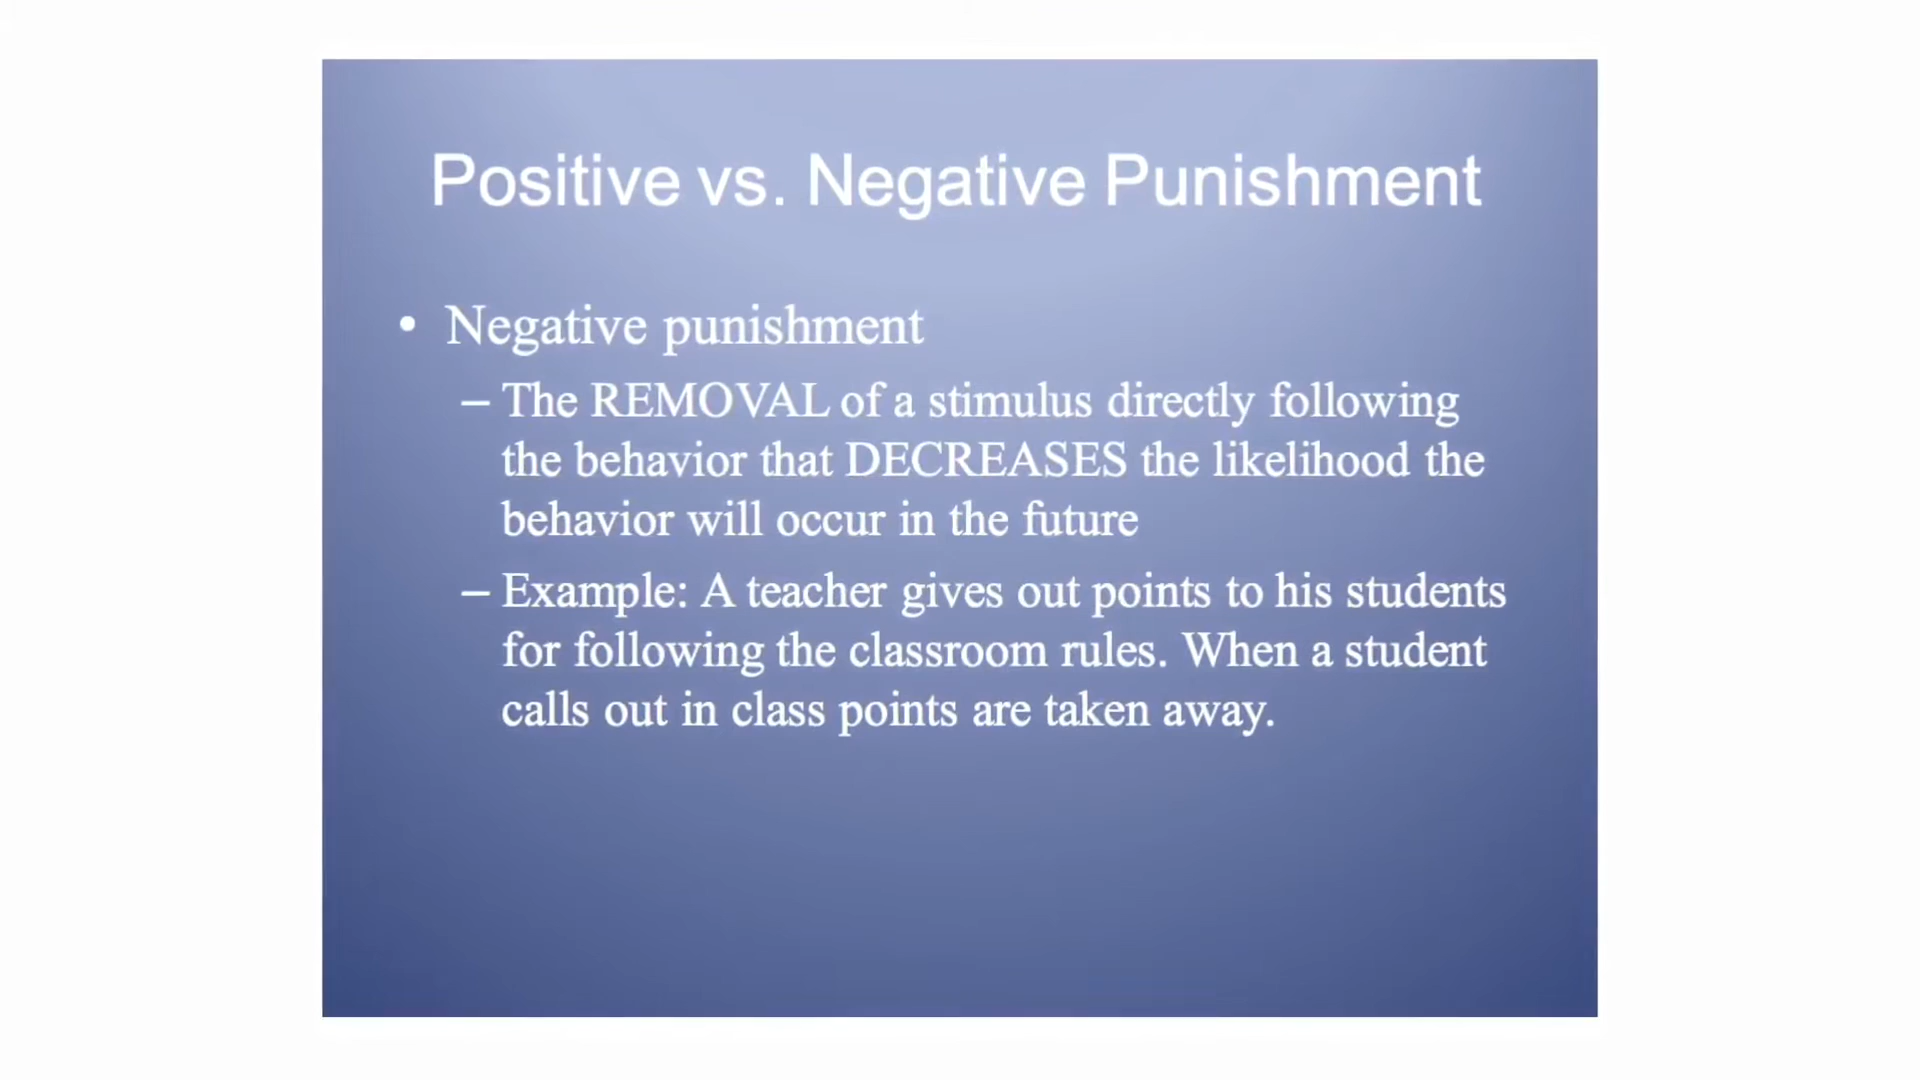 Positive vs. Negative Punishment
• Negative punishment
– The REMOVAL of a stimulus directly following
the behavior that DECREASES the likelihood the
behavior will occur in the future
– Example: A teacher gives out points to his students
for following the classroom rules. When a student
calls out in class points are taken away.